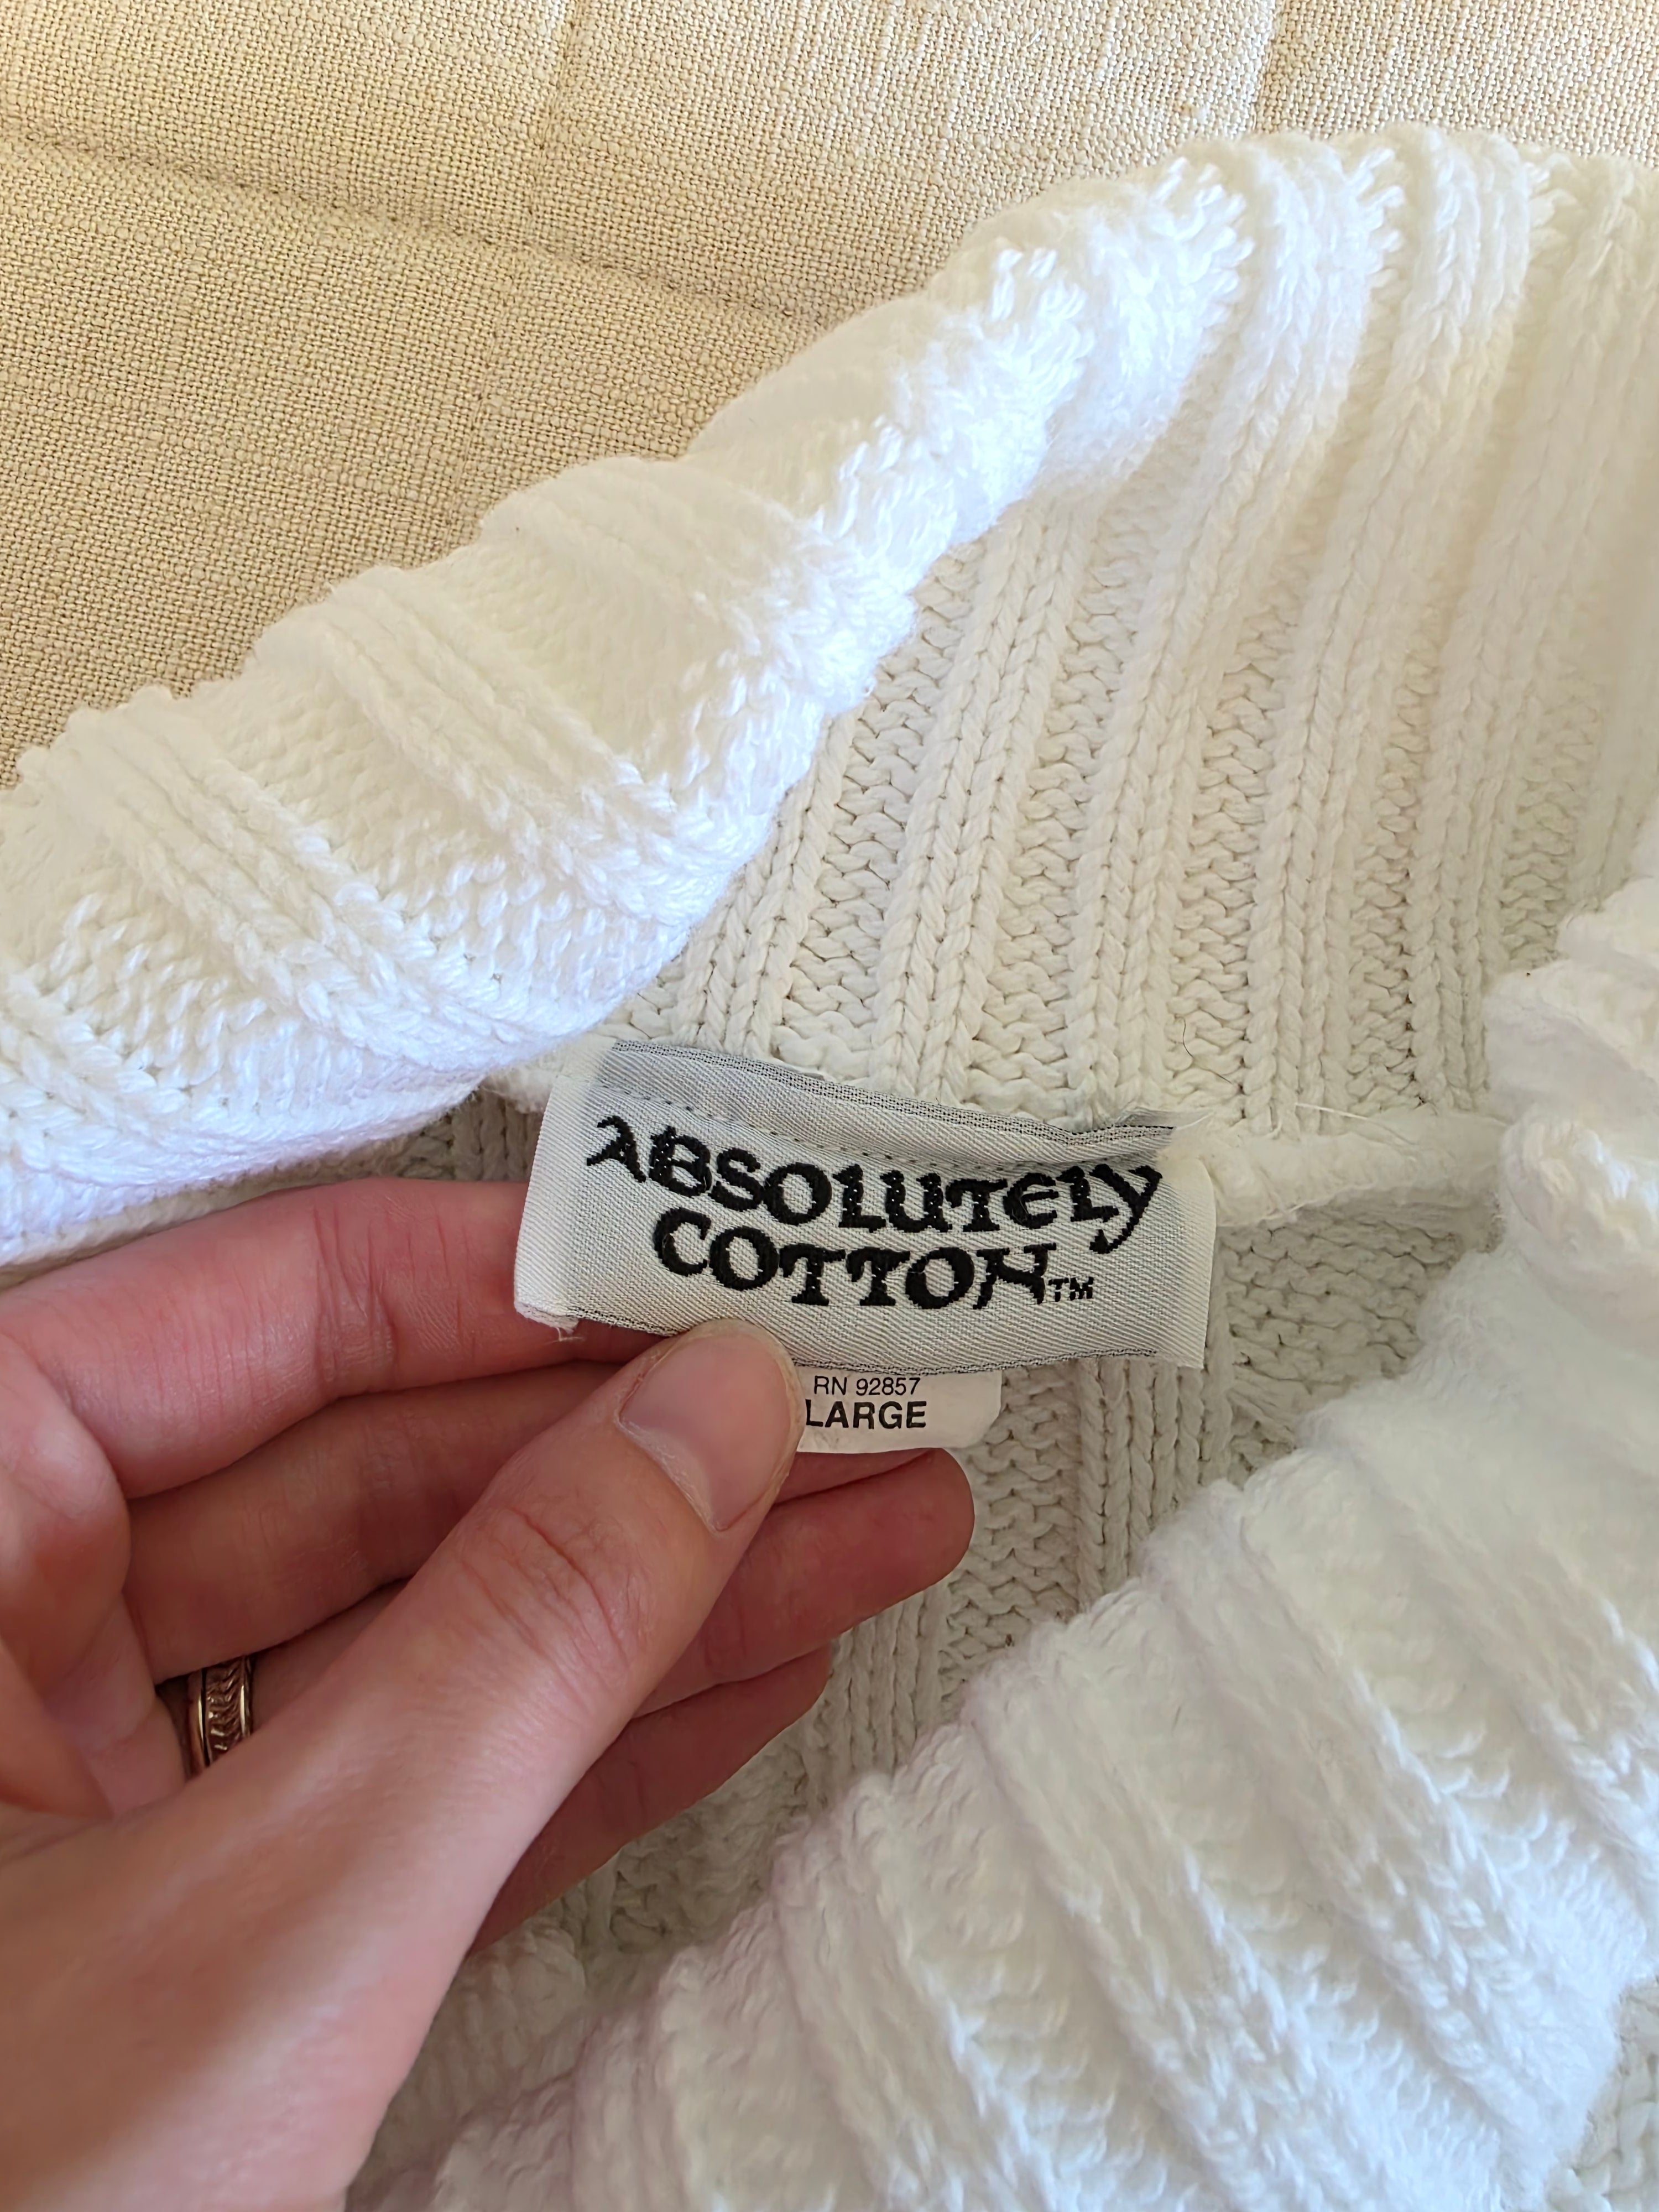 ABSOLUTELY
COTTON™
RN 92857
LARGE